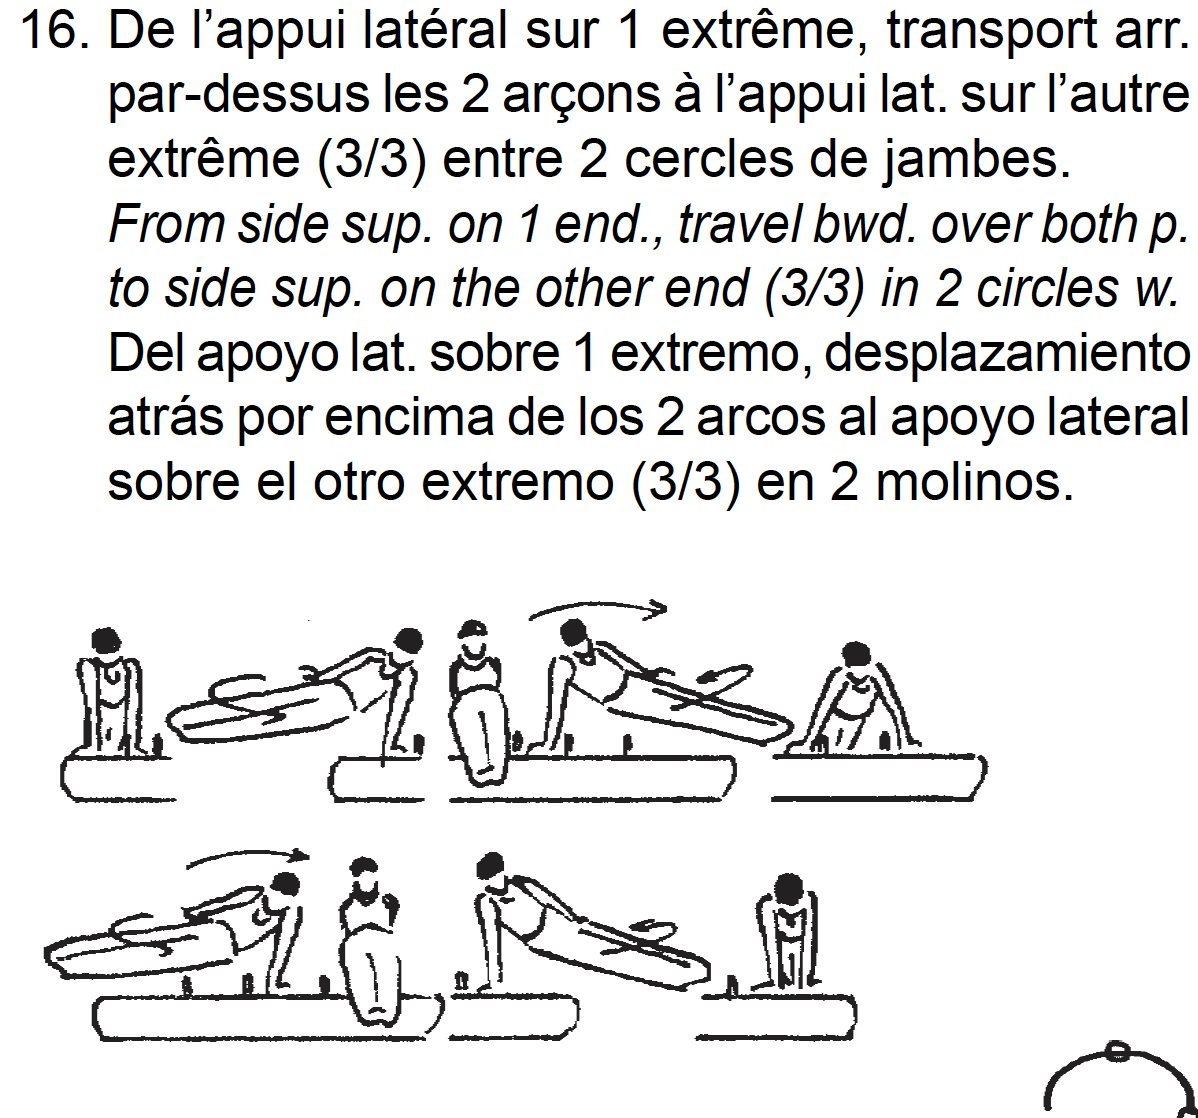 16. De l’appui latéral sur 1 extrême, transport arr.
par-dessus les 2 arçons à l’appui lat. sur l’autre
extrême (3/3) entre 2 cercles de jambes.
From side sup. on 1 end., travel bwd. over both p.
to side sup. on the other end (3/3) in 2 circles w.
Del apoyo lat. sobre 1 extremo, desplazamiento
atrás por encima de los 2 arcos al apoyo lateral
sobre el otro extremo (3/3) en 2 molinos.